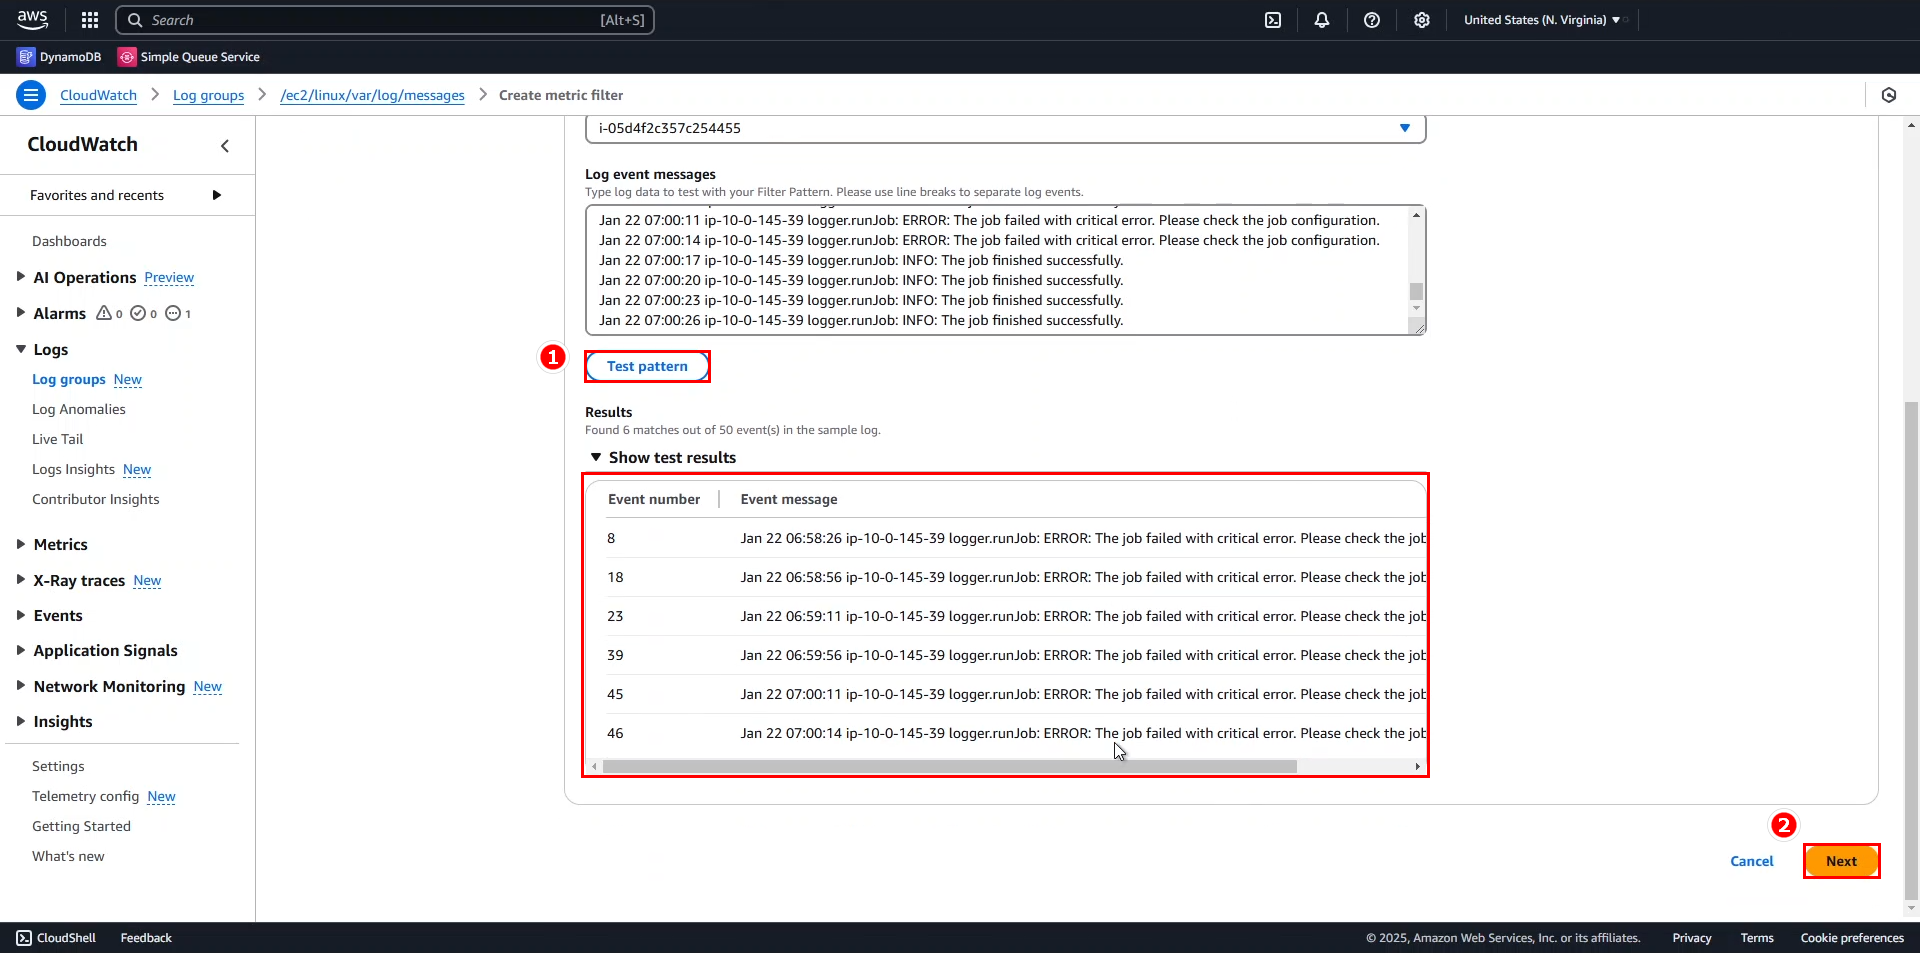 aws
Search [Alt+S]
United States (N. Virginia)
DynamoDB
Simple Queue Service
CloudWatch
Log groups
/ec2/linux/var/log/messages
Create metric filter
CloudWatch
Favorites and recents
Dashboards
AI Operations Preview
Alarms 0 0 1
Logs
Log groups New
Log Anomalies
Live Tail
Logs Insights New
Contributor Insights
Metrics
X-Ray traces New
Events
Application Signals
Network Monitoring New
Insights
Settings
Telemetry config New
Getting Started
What's new
i-05d4f2c357c254455
Log event messages
Type log data to test with your Filter Pattern. Please use line breaks to separate log events.
Jan 22 07:00:11 ip-10-0-145-39 logger.runJob: ERROR: The job failed with critical error. Please check the job configuration.
Jan 22 07:00:14 ip-10-0-145-39 logger.runJob: ERROR: The job failed with critical error. Please check the job configuration.
Jan 22 07:00:17 ip-10-0-145-39 logger.runJob: INFO: The job finished successfully.
Jan 22 07:00:20 ip-10-0-145-39 logger.runJob: INFO: The job finished successfully.
Jan 22 07:00:23 ip-10-0-145-39 logger.runJob: INFO: The job finished successfully.
Jan 22 07:00:26 ip-10-0-145-39 logger.runJob: INFO: The job finished successfully.
1
Test pattern
Results
Found 6 matches out of 50 event(s) in the sample log.
Show test results
Event number Event message
8 Jan 22 06:58:26 ip-10-0-145-39 logger.runJob: ERROR: The job failed with critical error. Please check the job
18 Jan 22 06:58:56 ip-10-0-145-39 logger.runJob: ERROR: The job failed with critical error. Please check the job
23 Jan 22 06:59:11 ip-10-0-145-39 logger.runJob: ERROR: The job failed with critical error. Please check the job
39 Jan 22 06:59:56 ip-10-0-145-39 logger.runJob: ERROR: The job failed with critical error. Please check the job
45 Jan 22 07:00:11 ip-10-0-145-39 logger.runJob: ERROR: The job failed with critical error. Please check the job
46 Jan 22 07:00:14 ip-10-0-145-39 logger.runJob: ERROR: The job failed with critical error. Please check the job
2
Cancel
Next
CloudShell
Feedback
© 2025, Amazon Web Services, Inc. or its affiliates.
Privacy
Terms
Cookie preferences